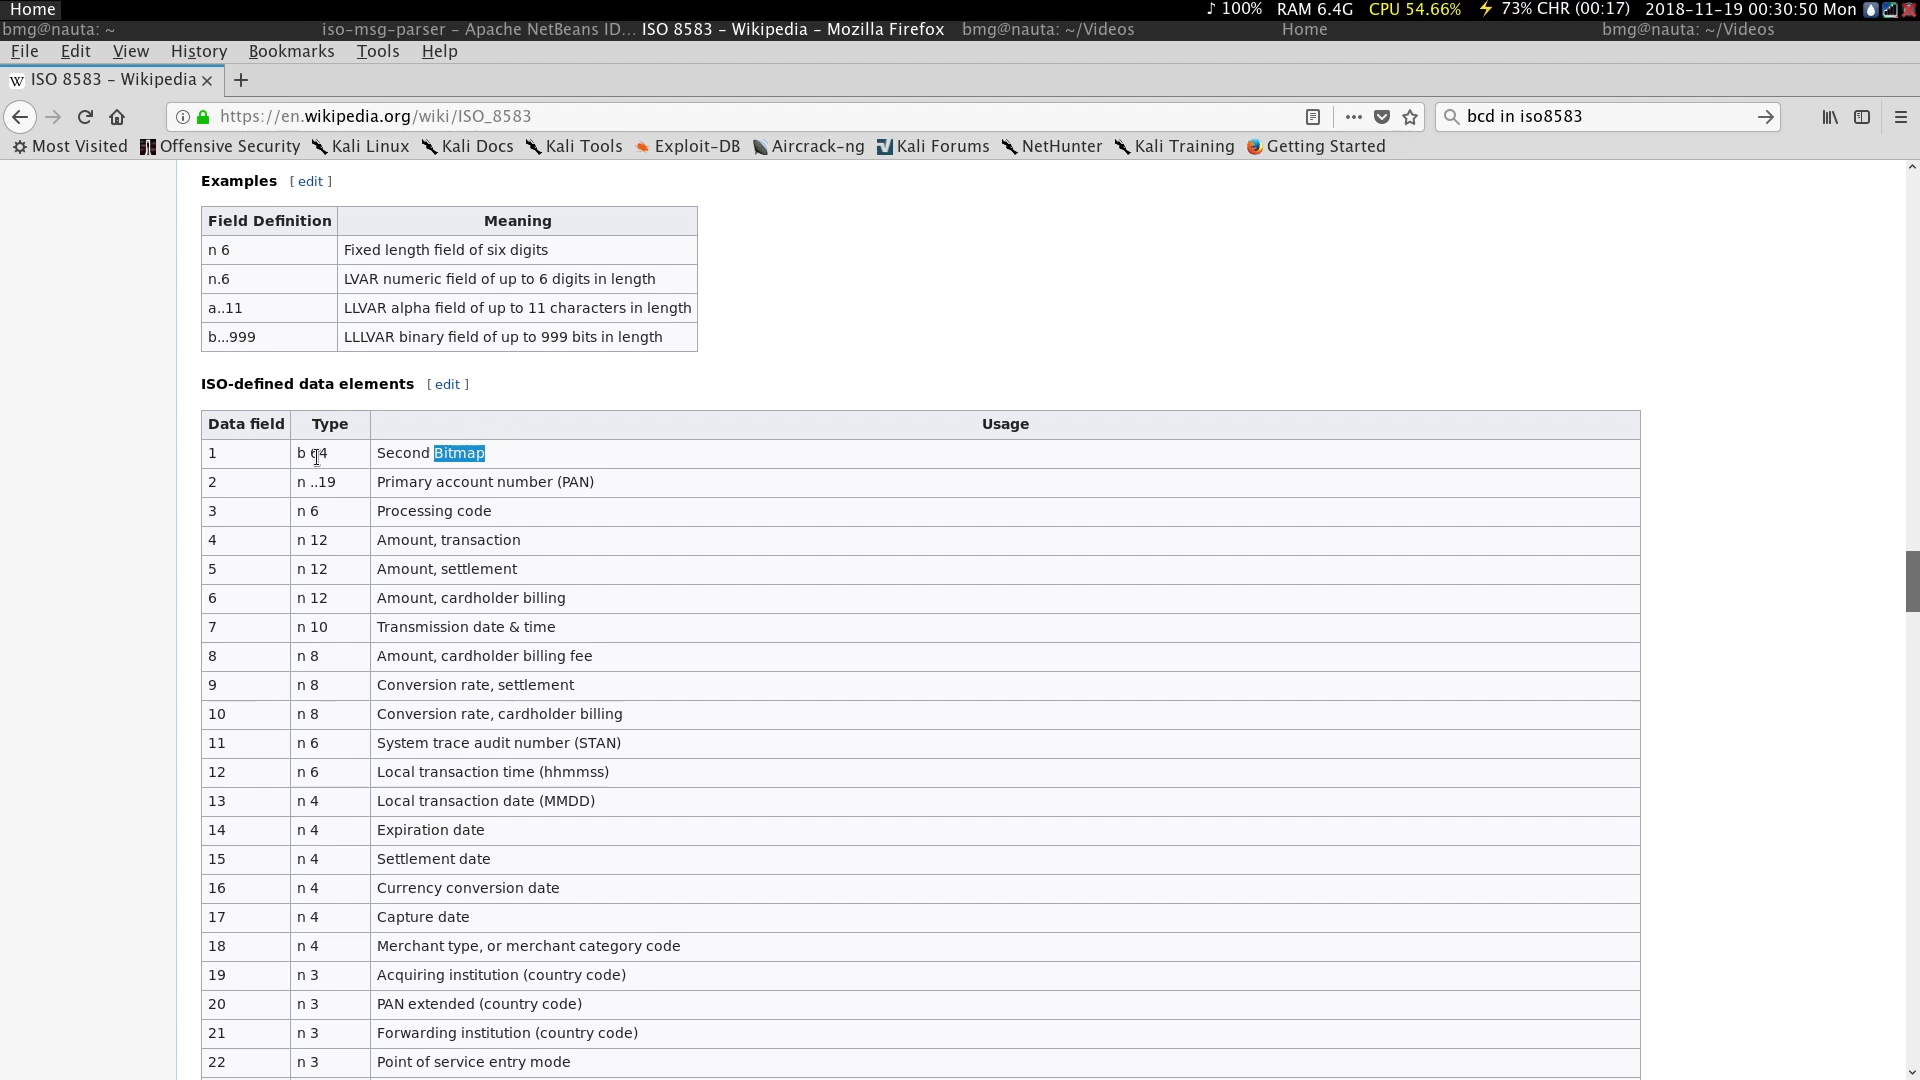 Home ♪ 100% RAM 6.4G CPU 54.66% ⚡ 73% CHR (00:17) 2018-11-19 00:30:50 Mon
bmg@nauta: ~ iso-msg-parser – Apache NetBeans ID... ISO 8583 – Wikipedia – Mozilla Firefox bmg@nauta: ~/Videos Home bmg@nauta: ~/Videos
File Edit View History Bookmarks Tools Help
W ISO 8583 – Wikipedia × +
https://en.wikipedia.org/wiki/ISO_8583 bcd in iso8583
Most Visited Offensive Security Kali Linux Kali Docs Kali Tools Exploit-DB Aircrack-ng Kali Forums NetHunter Kali Training Getting Started
Examples [ edit ]
Field Definition Meaning
n 6 Fixed length field of six digits
n.6 LVAR numeric field of up to 6 digits in length
a..11 LLVAR alpha field of up to 11 characters in length
b...999 LLLVAR binary field of up to 999 bits in length
ISO-defined data elements [ edit ]
Data field Type Usage
1 b 64 Second Bitmap
2 n ..19 Primary account number (PAN)
3 n 6 Processing code
4 n 12 Amount, transaction
5 n 12 Amount, settlement
6 n 12 Amount, cardholder billing
7 n 10 Transmission date & time
8 n 8 Amount, cardholder billing fee
9 n 8 Conversion rate, settlement
10 n 8 Conversion rate, cardholder billing
11 n 6 System trace audit number (STAN)
12 n 6 Local transaction time (hhmmss)
13 n 4 Local transaction date (MMDD)
14 n 4 Expiration date
15 n 4 Settlement date
16 n 4 Currency conversion date
17 n 4 Capture date
18 n 4 Merchant type, or merchant category code
19 n 3 Acquiring institution (country code)
20 n 3 PAN extended (country code)
21 n 3 Forwarding institution (country code)
22 n 3 Point of service entry mode